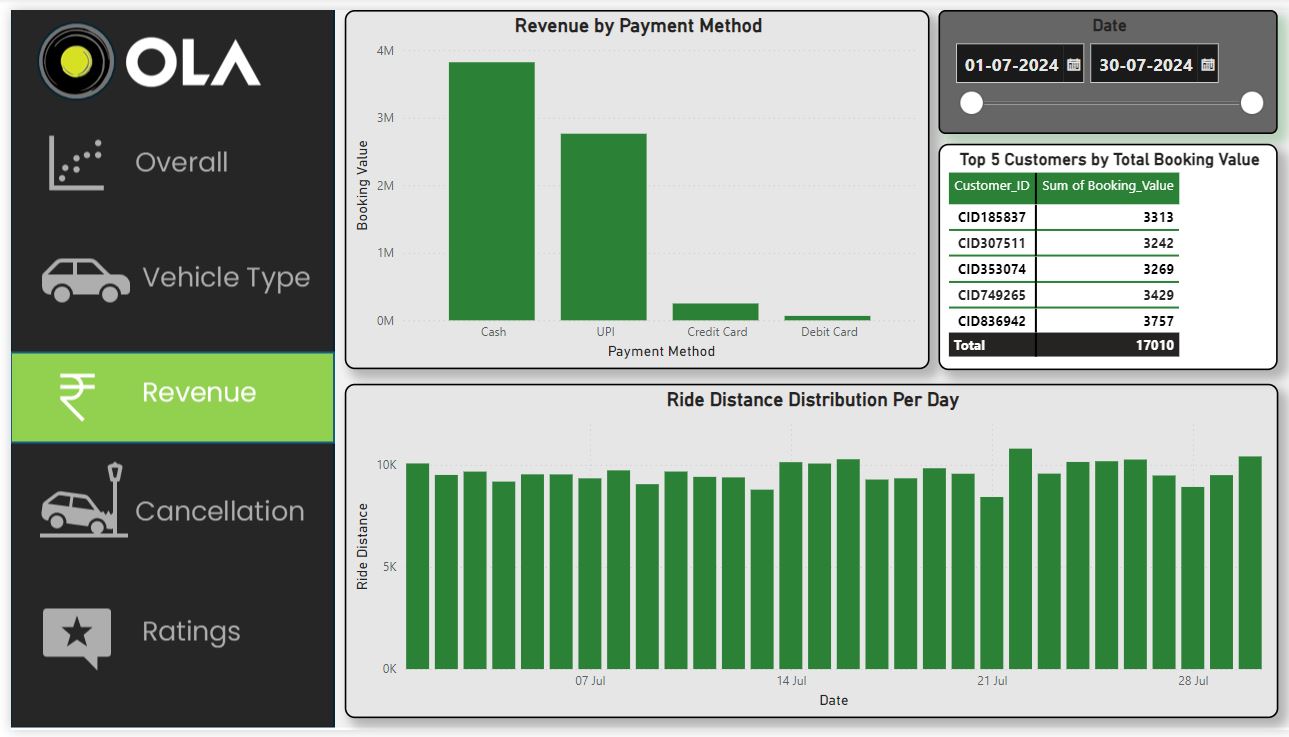 OLA
Overall
Vehicle Type
Revenue
Cancellation
Ratings
Revenue by Payment Method
Booking Value
4M
3M
2M
1M
0M
Cash UPI Credit Card Debit Card
Payment Method
Date
01-07-2024 30-07-2024
Top 5 Customers by Total Booking Value
Customer_ID Sum of Booking_Value
CID185837 3313
CID307511 3242
CID353074 3269
CID749265 3429
CID836942 3757
Total 17010
Ride Distance Distribution Per Day
Ride Distance
10K
5K
0K
07 Jul 14 Jul 21 Jul 28 Jul
Date